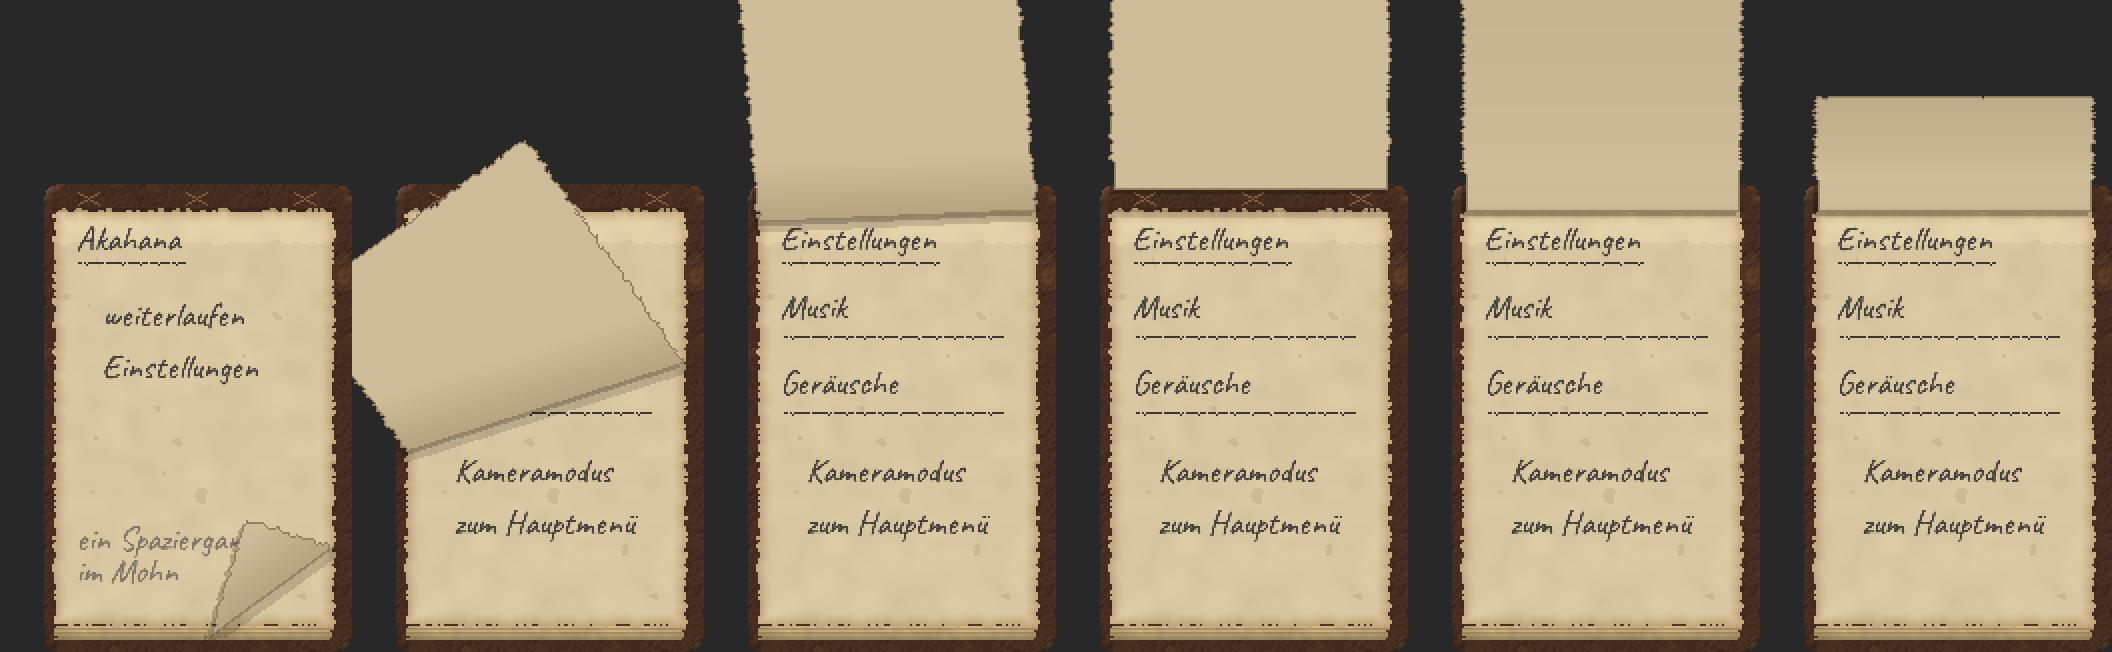 Akahana
weiterlaufen
Einstellungen
ein Spaziergan
im Mohn
Kameramodus
zum Hauptmenü
Einstellungen
Musik
Geräusche
Kameramodus
zum Hauptmenü
Einstellungen
Musik
Geräusche
Kameramodus
zum Hauptmenü
Einstellungen
Musik
Geräusche
Kameramodus
zum Hauptmenü
Einstellungen
Musik
Geräusche
Kameramodus
zum Hauptmenü